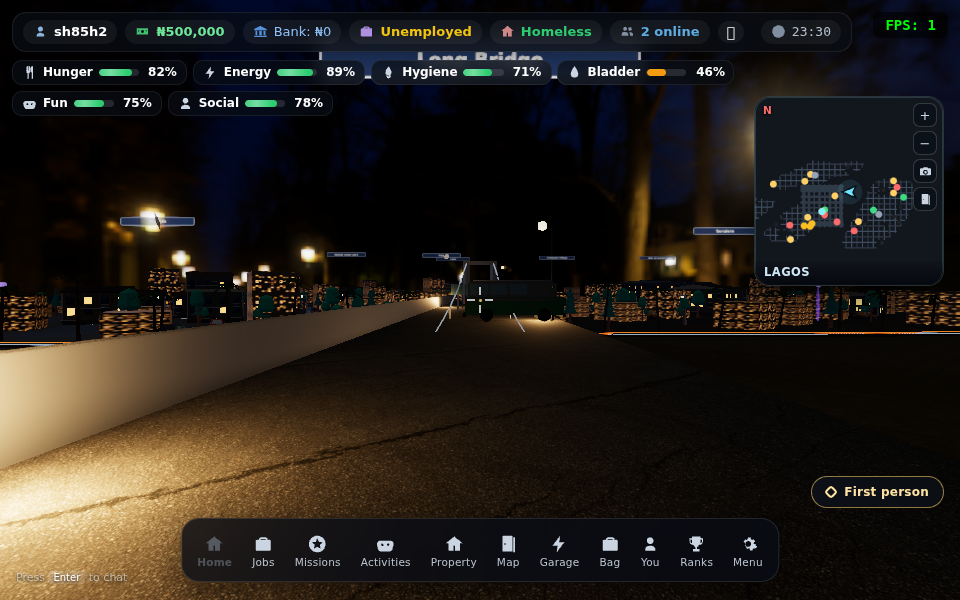 sh85h2
₦500,000
Bank: ₦0
Unemployed
Homeless
2 online
23:30
FPS: 1
Long Bridge
Hunger 82%
Energy 89%
Hygiene 71%
Bladder 46%
Fun 75%
Social 78%
N
+
−
LAGOS
First person
Home
Jobs
Missions
Activities
Property
Map
Garage
Bag
You
Ranks
Menu
Press Enter to chat